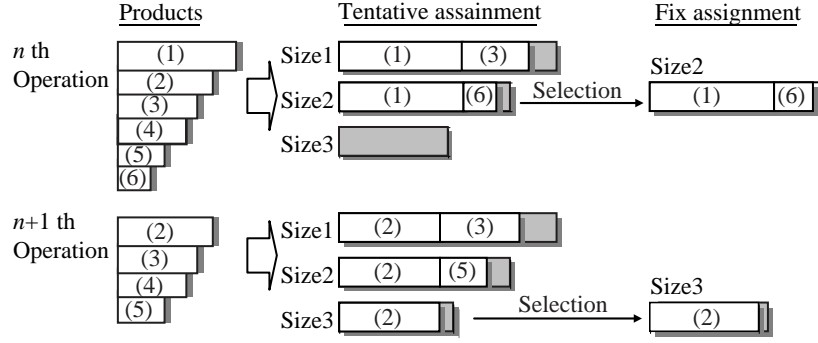 Products Tentative assainment Fix assignment
n th
Operation
(1)
(2)
(3)
(4)
(5)
(6)
Size1 (1) (3)
Size2 (1) (6)
Size3
Selection
Size2
(1) (6)
n+1 th
Operation
(2)
(3)
(4)
(5)
Size1 (2) (3)
Size2 (2) (5)
Size3 (2)
Selection
Size3
(2)